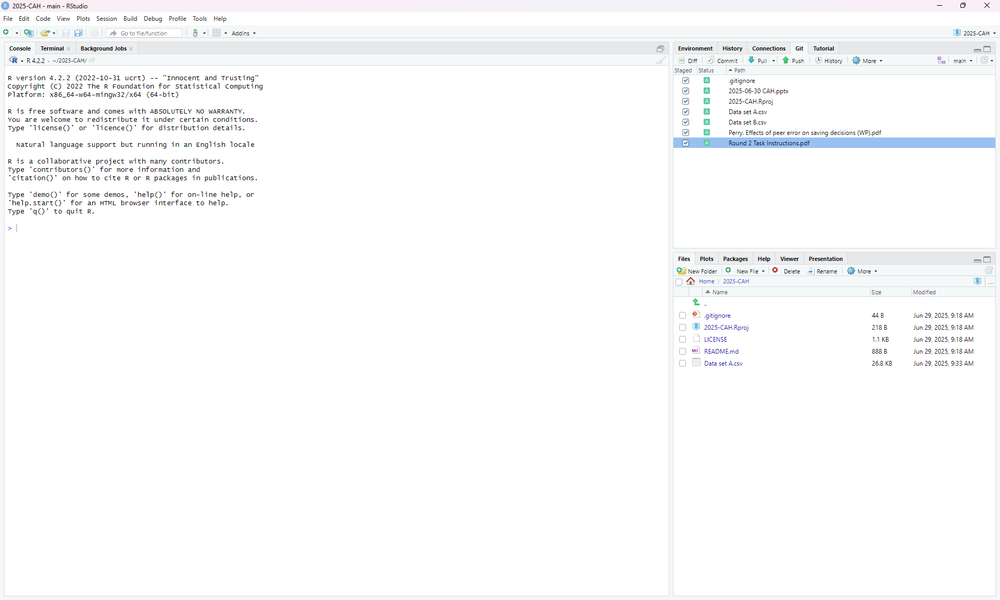 2025-CAH - main - RStudio
File Edit Code View Plots Session Build Debug Profile Tools Help
Go to file/function Addins 2025-CAH
Console Terminal Background Jobs
R 4.2.2 · ~/2025-CAH/
R version 4.2.2 (2022-10-31 ucrt) -- "Innocent and Trusting"
Copyright (C) 2022 The R Foundation for Statistical Computing
Platform: x86_64-w64-mingw32/x64 (64-bit)
R is free software and comes with ABSOLUTELY NO WARRANTY.
You are welcome to redistribute it under certain conditions.
Type 'license()' or 'licence()' for distribution details.
Natural language support but running in an English locale
R is a collaborative project with many contributors.
Type 'contributors()' for more information and
'citation()' on how to cite R or R packages in publications.
Type 'demo()' for some demos, 'help()' for on-line help, or
'help.start()' for an HTML browser interface to help.
Type 'q()' to quit R.
>
Environment History Connections Git Tutorial
Diff Commit Pull Push History More main
Staged Status Path
A .gitignore
A 2025-06-30 CAH.pptx
A 2025-CAH.Rproj
A Data set A.csv
A Data set B.csv
A Perry. Effects of peer error on saving decisions (WP).pdf
A Round 2 Task Instructions.pdf
Files Plots Packages Help Viewer Presentation
New Folder New File Delete Rename More
Home 2025-CAH ...
Name Size Modified
..
.gitignore 44 B Jun 29, 2025, 9:18 AM
2025-CAH.Rproj 218 B Jun 29, 2025, 9:18 AM
LICENSE 1.1 KB Jun 29, 2025, 9:18 AM
README.md 888 B Jun 29, 2025, 9:18 AM
Data set A.csv 26.8 KB Jun 29, 2025, 9:33 AM